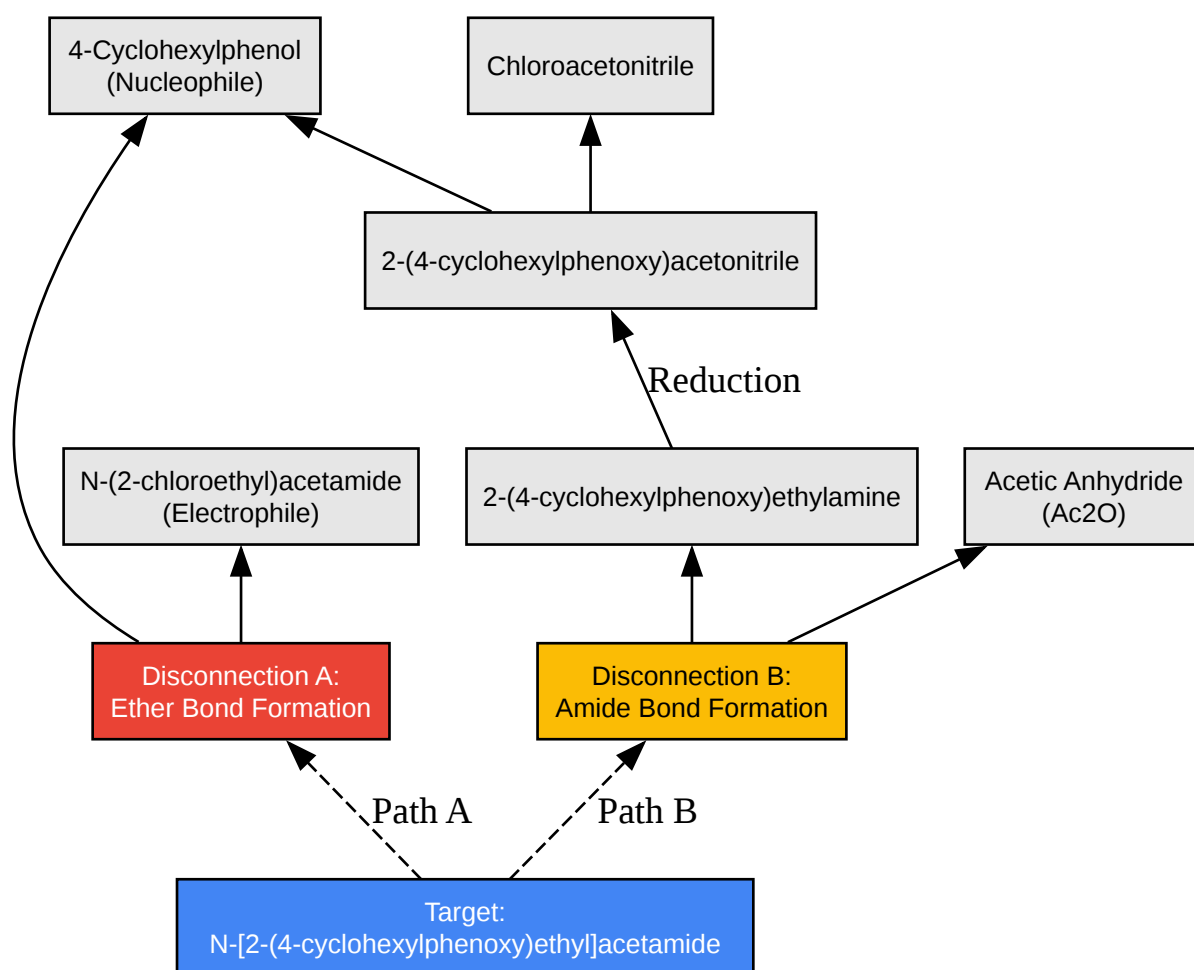 4-Cyclohexylphenol
(Nucleophile)
Chloroacetonitrile
2-(4-cyclohexylphenoxy)acetonitrile
Reduction
N-(2-chloroethyl)acetamide
(Electrophile)
2-(4-cyclohexylphenoxy)ethylamine
Acetic Anhydride
(Ac2O)
Disconnection A:
Ether Bond Formation
Disconnection B:
Amide Bond Formation
Path A
Path B
Target:
N-[2-(4-cyclohexylphenoxy)ethyl]acetamide